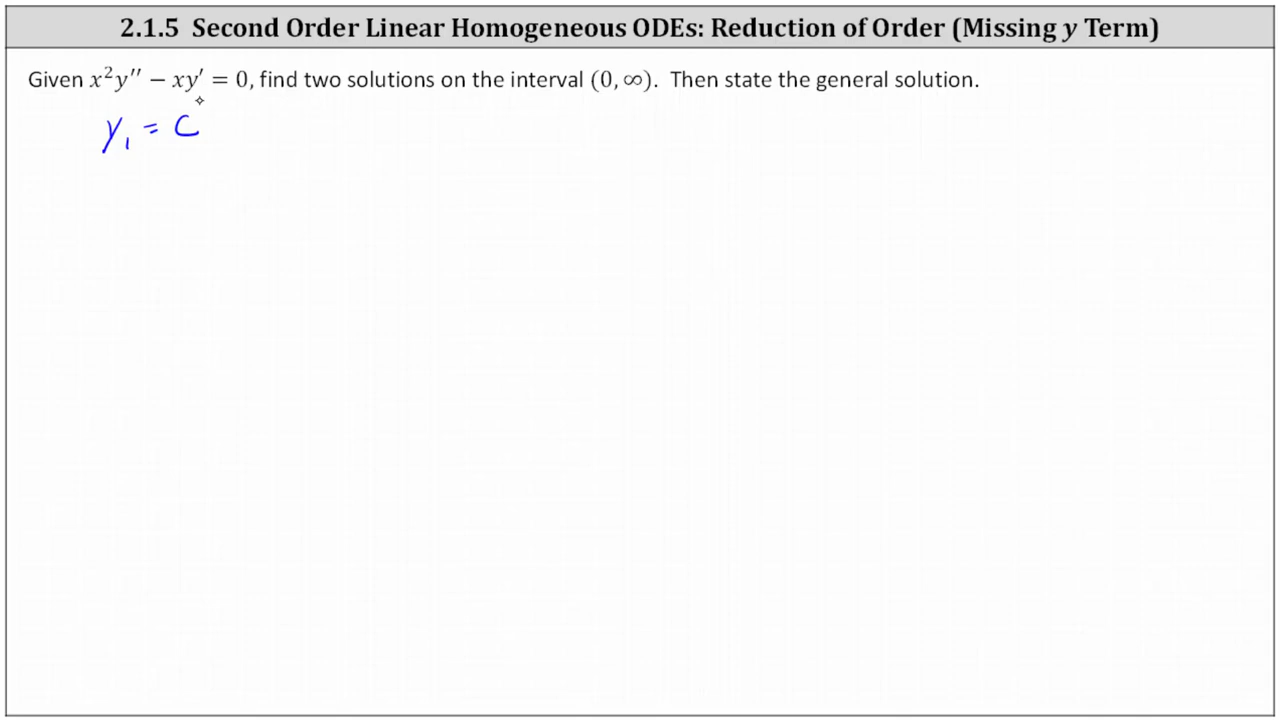 2.1.5 Second Order Linear Homogeneous ODEs: Reduction of Order (Missing y Term)
Given x²y′′ − xy′ = 0, find two solutions on the interval (0, ∞). Then state the general solution.
y₁ = C